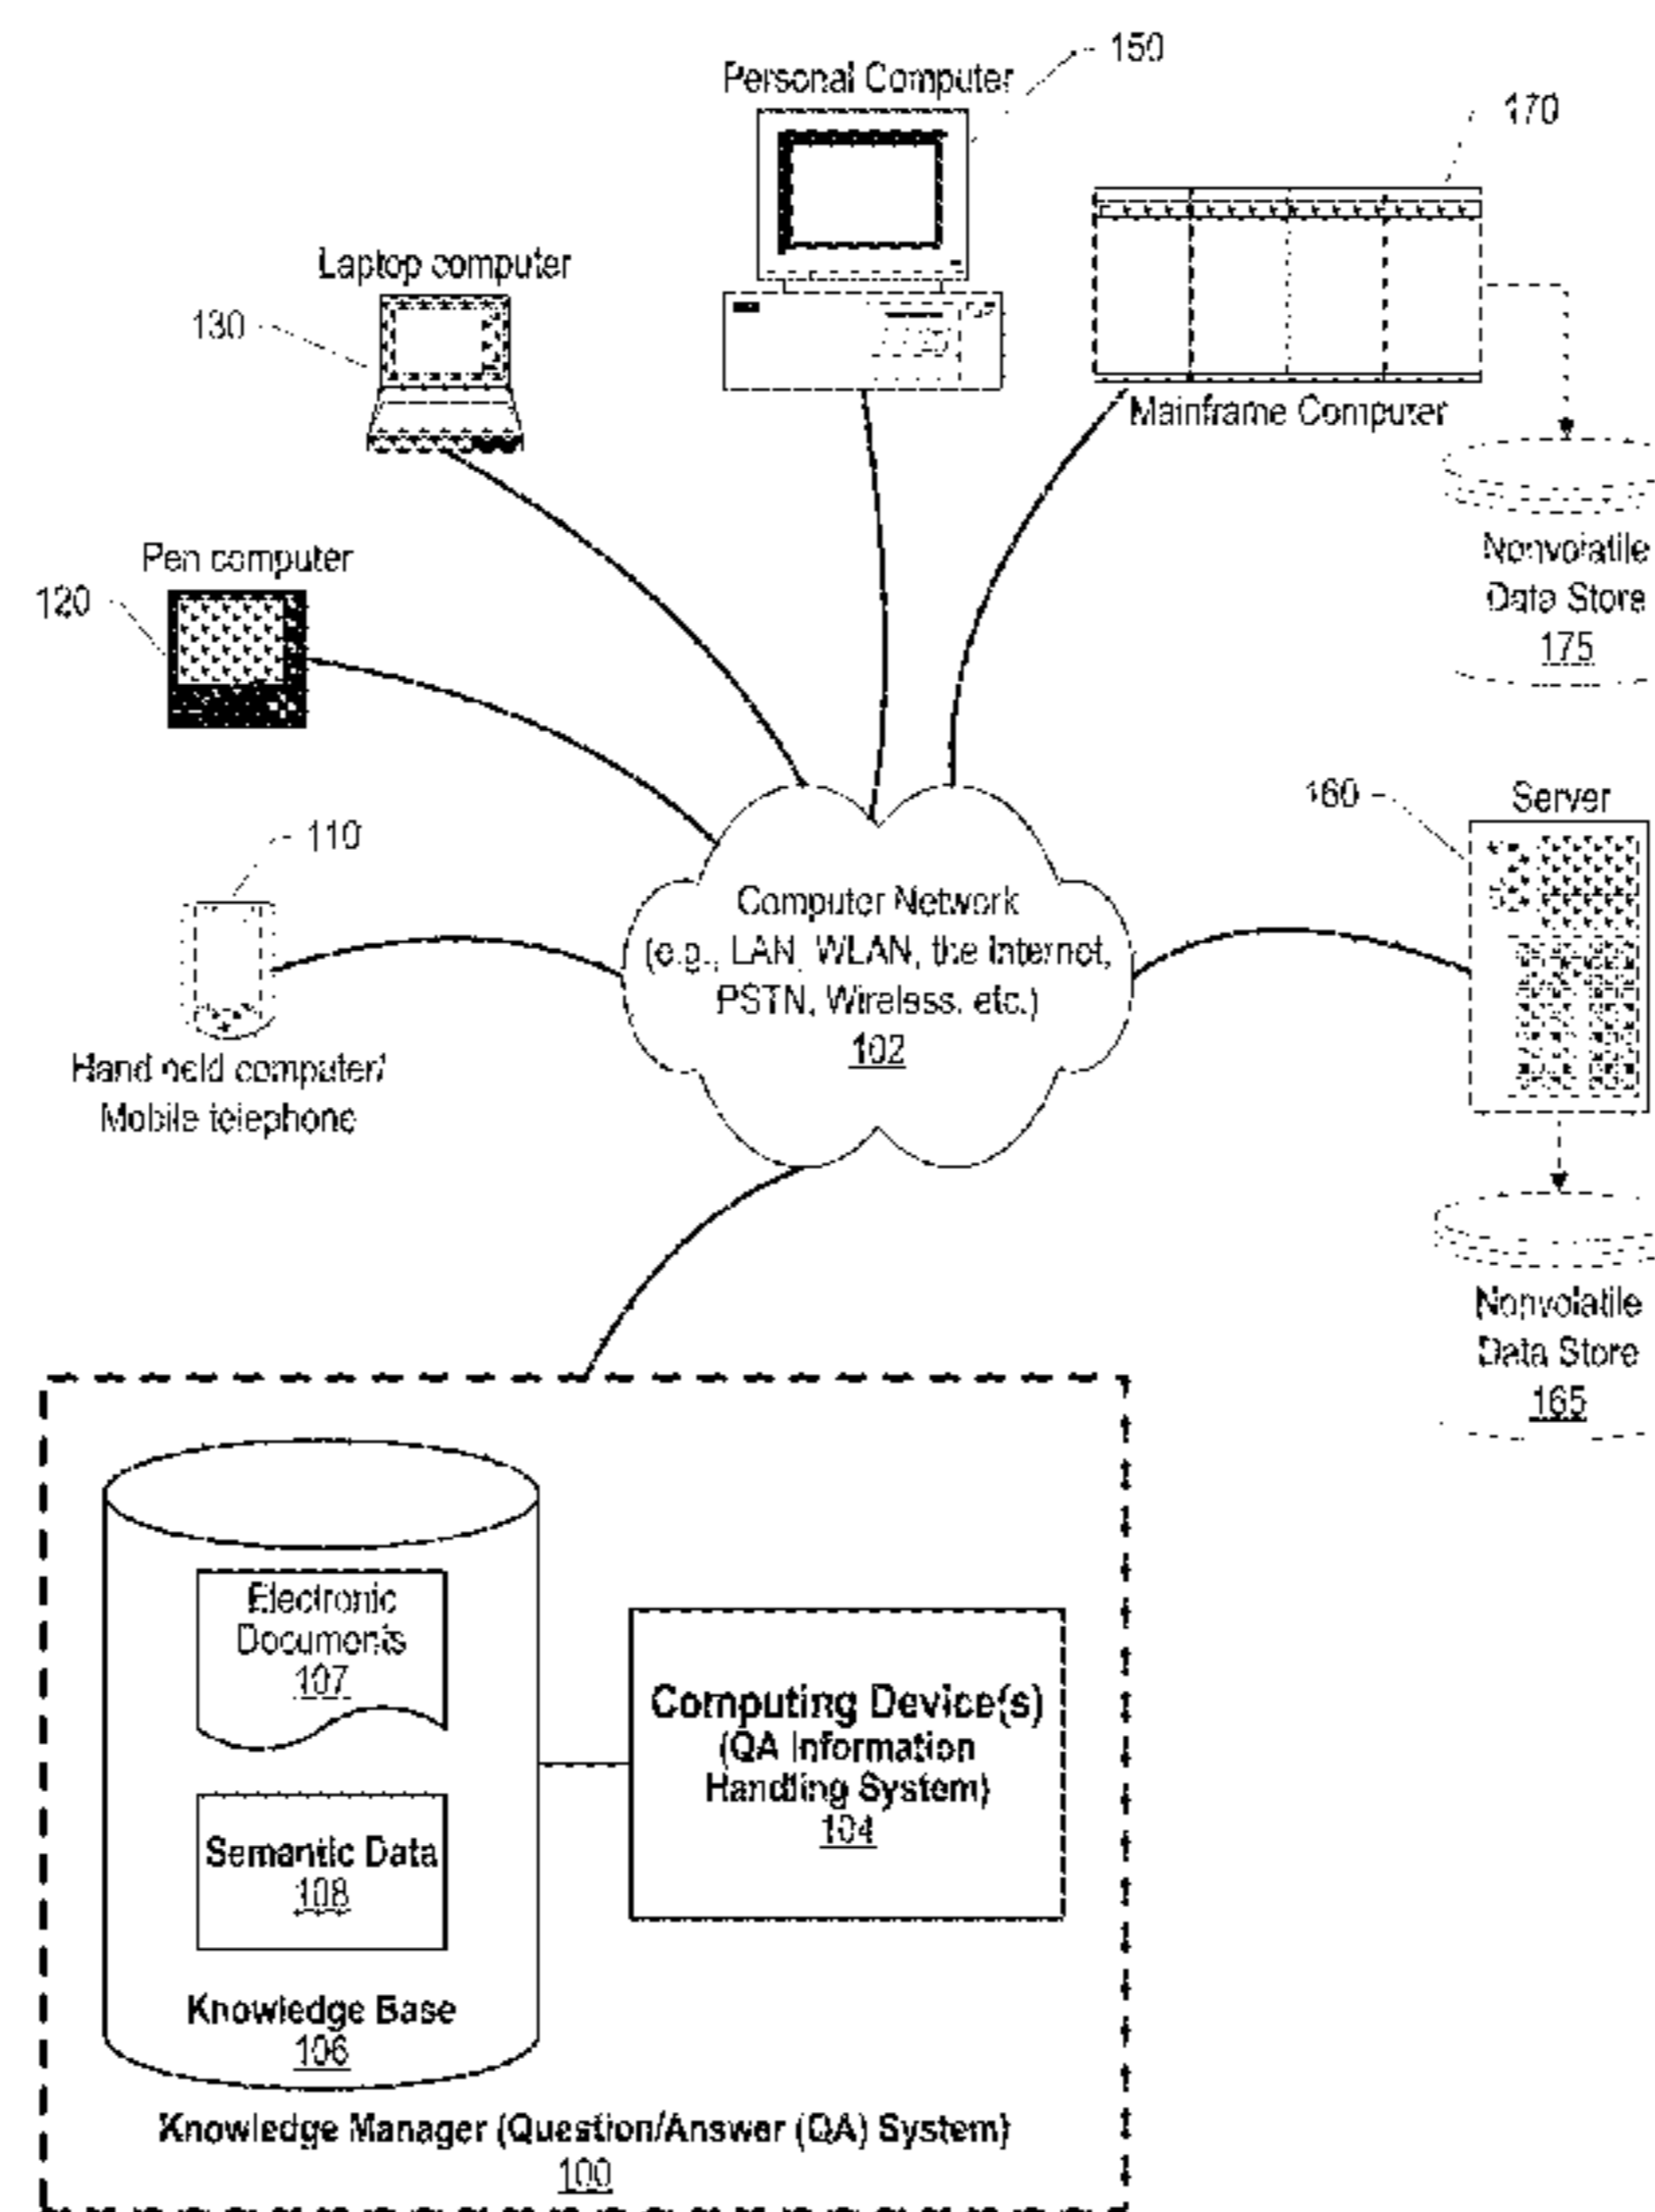 150
Personal Computer
170
Laptop computer
130
Mainframe Computer
Nonvolatile
Data Store
175
Pen computer
120
160
Server
110
Computer Network
(e.g., LAN, WLAN, the Internet,
PSTN, Wireless, etc.)
102
Hand held computer/
Mobile telephone
Nonvolatile
Data Store
165
Electronic
Documents
107
Computing Device(s)
(QA Information
Handling System)
104
Semantic Data
108
Knowledge Base
106
Knowledge Manager (Question/Answer (QA) System)
100